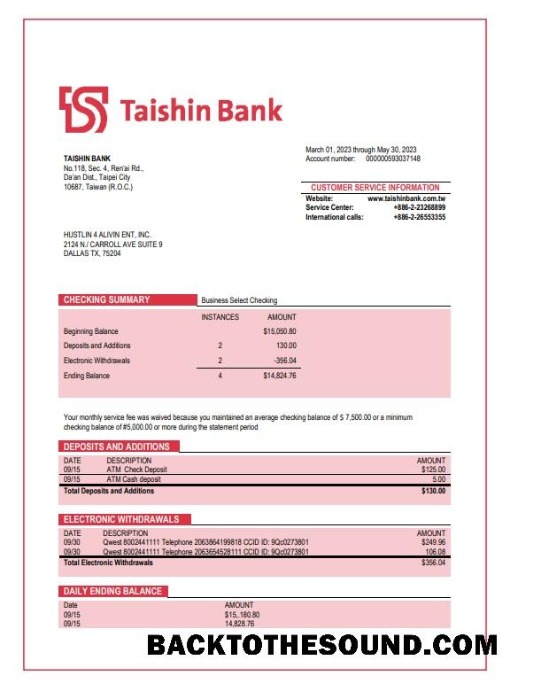 Taishin Bank
TAISHIN BANK
No.118, Sec. 4, Ren'ai Rd.,
Da'an Dist., Taipei City
10687, Taiwan (R.O.C.)
March 01, 2023 through May 30, 2023
Account number: 000000593037148
CUSTOMER SERVICE INFORMATION
Website: www.taishinbank.com.tw
Service Center: +886-2-23268899
International calls: +886-2-26553355
HUSTLIN 4 ALIVIN ENT, INC.
2124 N./ CARROLL AVE SUITE 9
DALLAS TX, 75204
CHECKING SUMMARY Business Select Checking
INSTANCES AMOUNT
Beginning Balance $15,050.80
Deposits and Additions 2 130.00
Electronic Withdrawals 2 -356.04
Ending Balance 4 $14,824.76
Your monthly service fee was waived because you maintained an average checking balance of $ 7,500.00 or a minimum
checking balance of #5,000.00 or more during the statement period
DEPOSITS AND ADDITIONS
DATE DESCRIPTION AMOUNT
09/15 ATM Check Deposit $125.00
09/15 ATM Cash deposit 5.00
Total Deposits and Additions $130.00
ELECTRONIC WITHDRAWALS
DATE DESCRIPTION AMOUNT
09/30 Qwest 8002441111 Telephone 2063864199818 CCID ID: 9Qc0273801 $249.96
09/30 Qwest 8002441111 Telephone 2063654528111 CCID ID: 9Qc0273801 106.08
Total Electronic Withdrawals $356.04
DAILY ENDING BALANCE
Date AMOUNT
09/15 $15,.180.80
09/15 14,828.76
BACKTOTHESOUND.COM